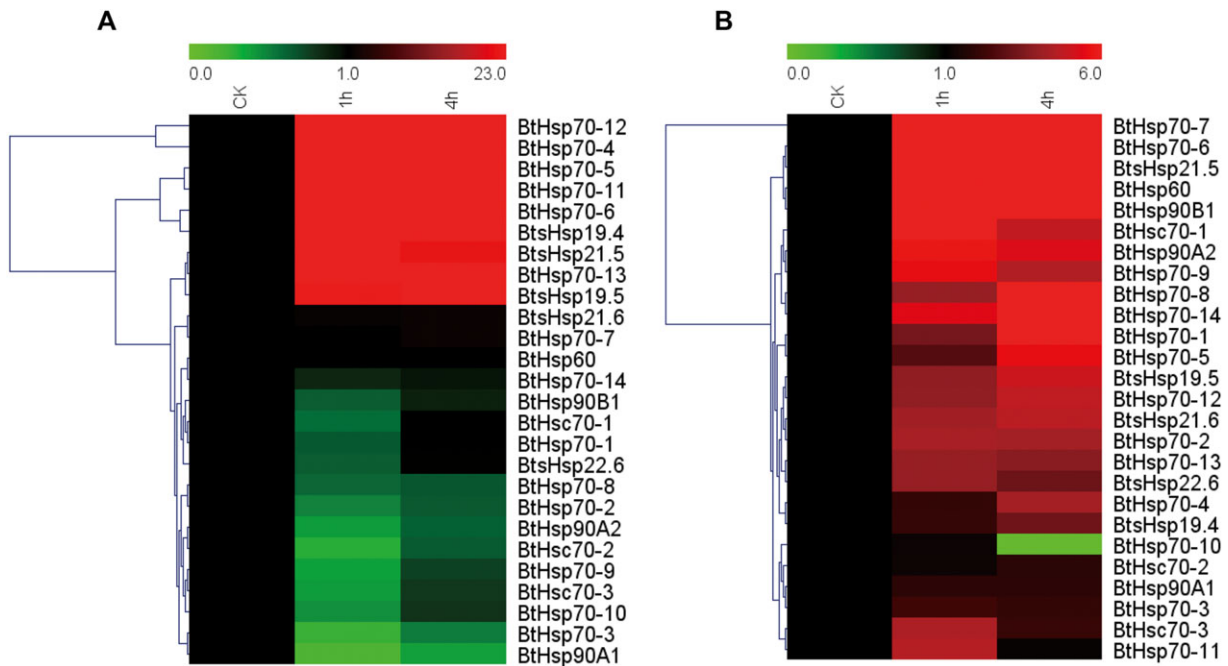 A
0.0 1.0 23.0
CK 1h 4h
BtHsp70-12
BtHsp70-4
BtHsp70-5
BtHsp70-11
BtHsp70-6
BtsHsp19.4
BtsHsp21.5
BtHsp70-13
BtsHsp19.5
BtsHsp21.6
BtHsp70-7
BtHsp60
BtHsp70-14
BtHsp90B1
BtHsc70-1
BtHsp70-1
BtsHsp22.6
BtHsp70-8
BtHsp70-2
BtHsp90A2
BtHsc70-2
BtHsp70-9
BtHsc70-3
BtHsp70-10
BtHsp70-3
BtHsp90A1
B
0.0 1.0 6.0
CK 1h 4h
BtHsp70-7
BtHsp70-6
BtsHsp21.5
BtHsp60
BtHsp90B1
BtHsc70-1
BtHsp90A2
BtHsp70-9
BtHsp70-8
BtHsp70-14
BtHsp70-1
BtHsp70-5
BtsHsp19.5
BtHsp70-12
BtsHsp21.6
BtHsp70-2
BtHsp70-13
BtsHsp22.6
BtHsp70-4
BtsHsp19.4
BtHsp70-10
BtHsc70-2
BtHsp90A1
BtHsp70-3
BtHsc70-3
BtHsp70-11